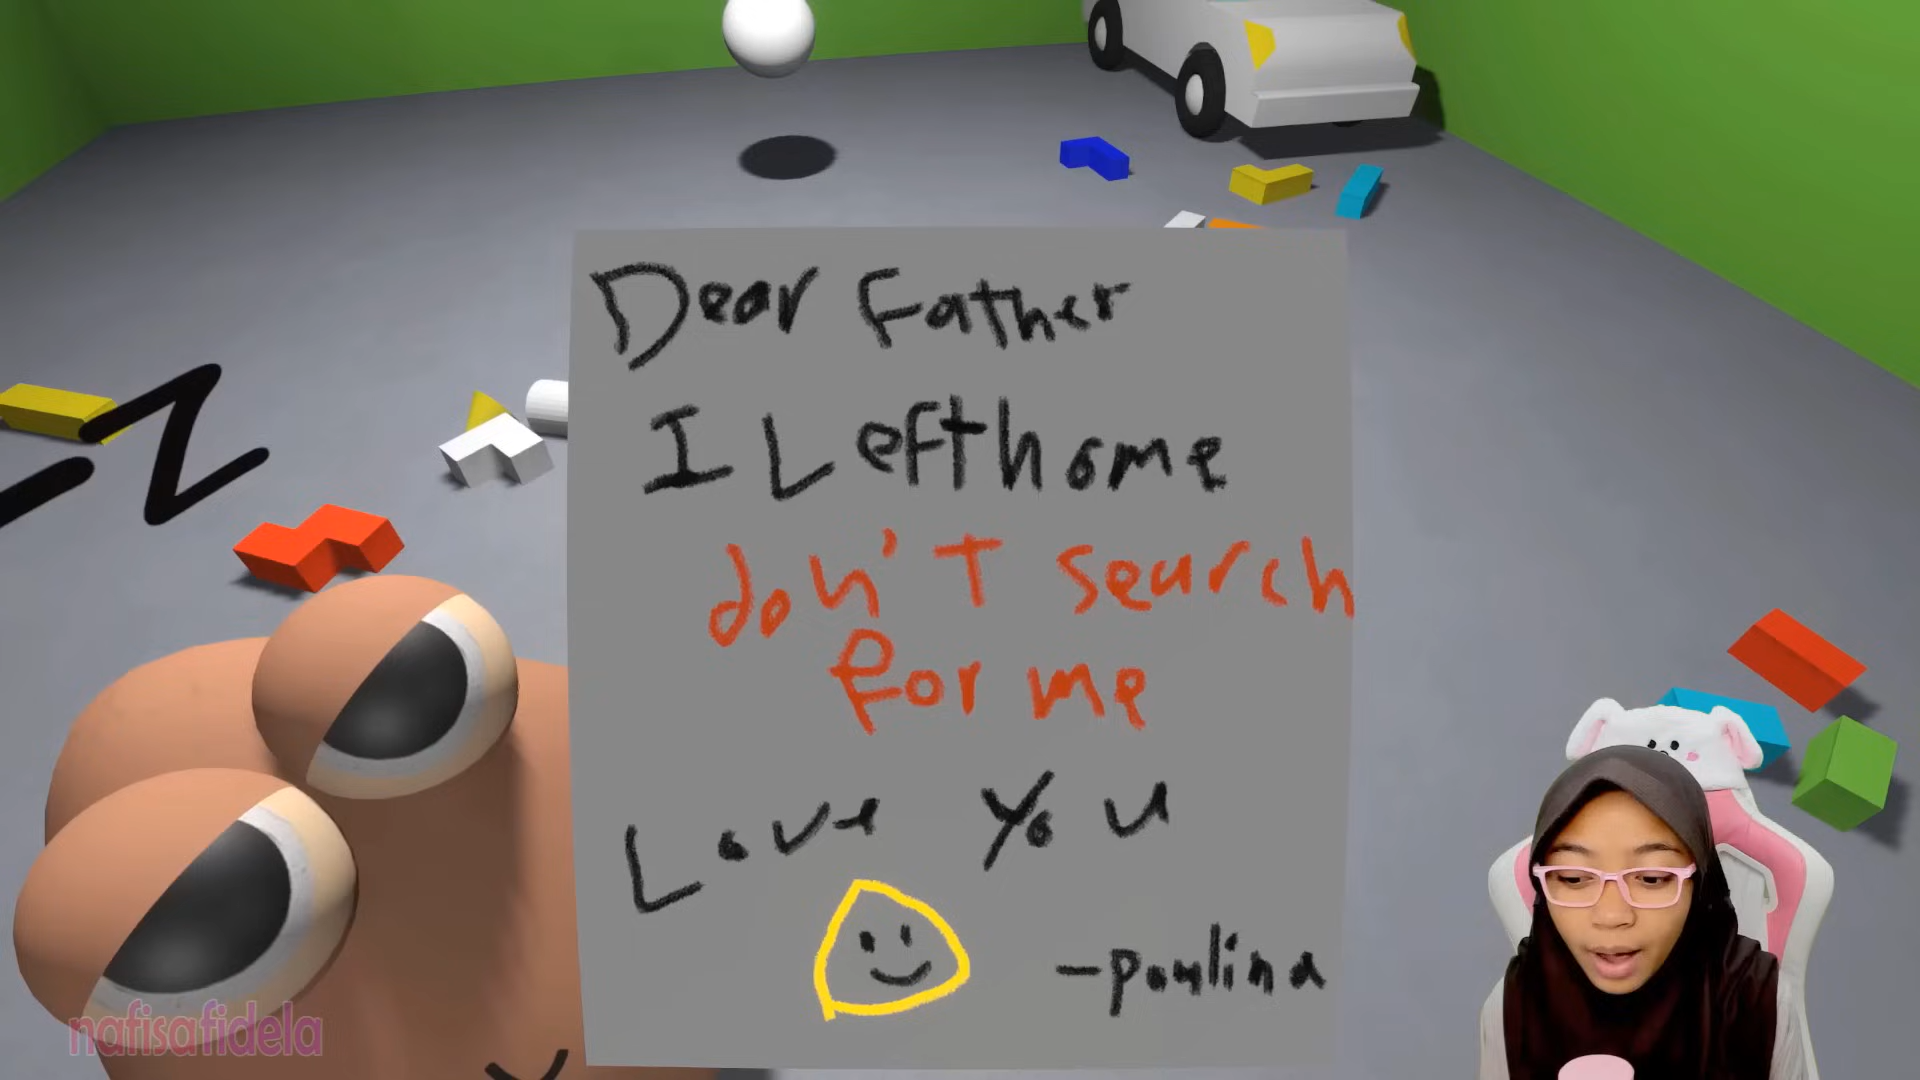 Dear Father
I Left home
don't search
for me
Love You
-paulina
Z
nafisafidela